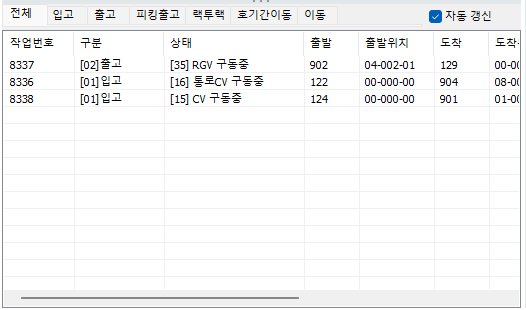 전체 입고 출고 피킹출고 랙투랙 호기간이동 이동 자동 갱신
작업번호 구분 상태 출발 출발위치 도착 도착
8337 [02]출고 [35] RGV 구동중 902 04-002-01 129 00-00
8336 [01]입고 [16] 통로CV 구동중 122 00-000-00 904 08-00
8338 [01]입고 [15] CV 구동중 124 00-000-00 901 01-00